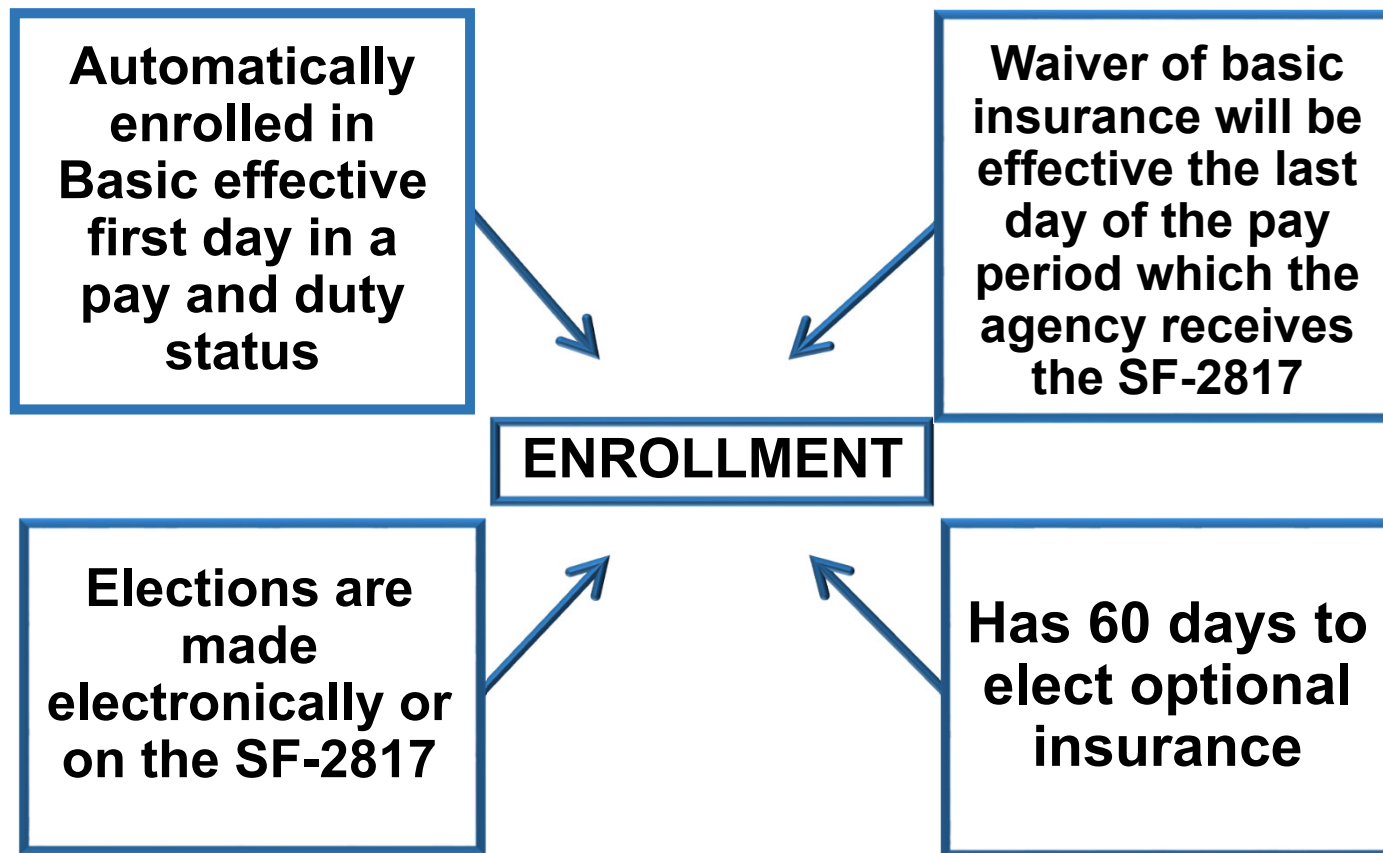 Automatically
enrolled in
Basic effective
first day in a
pay and duty
status
Waiver of basic
insurance will be
effective the last
day of the pay
period which the
agency receives
the SF-2817
ENROLLMENT
Elections are
made
electronically or
on the SF-2817
Has 60 days to
elect optional
insurance